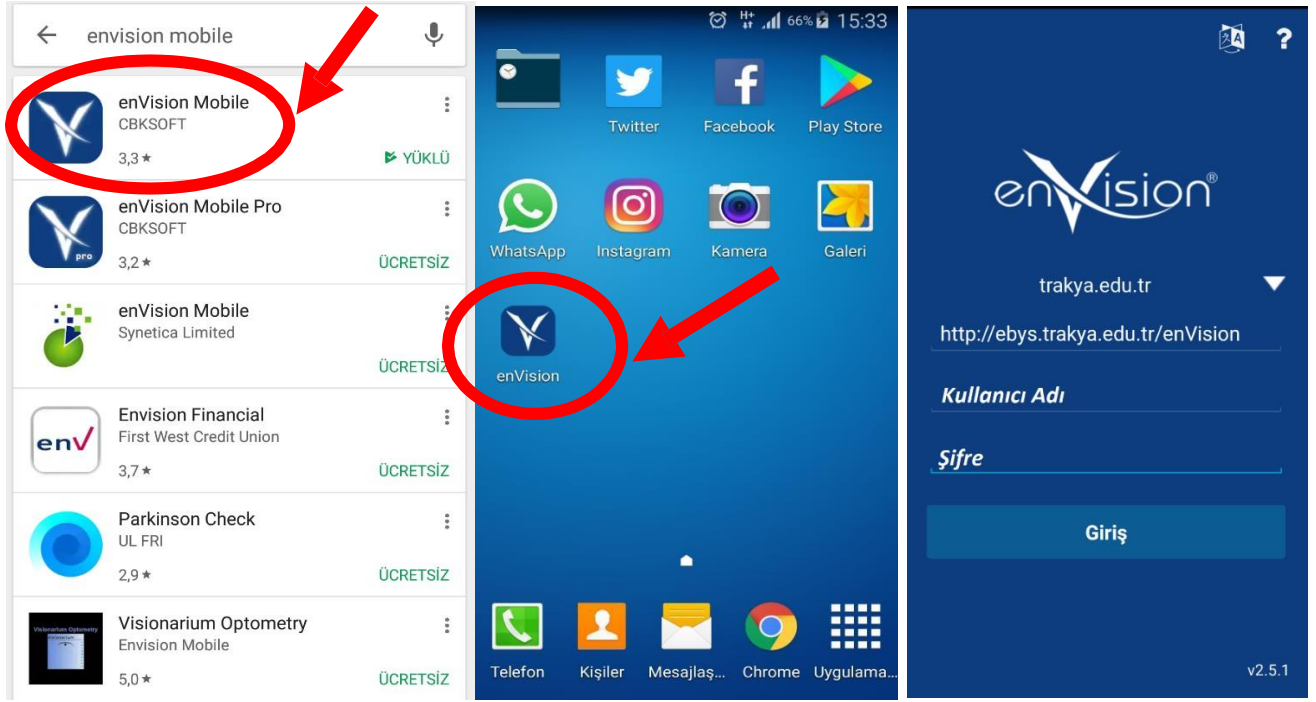 envision mobile
enVision Mobile
CBKSOFT
3,3 ★
YÜKLÜ
enVision Mobile Pro
CBKSOFT
pro
3,2 ★
ÜCRETSİZ
enVision Mobile
Synetica Limited
ÜCRETSİZ
env
Envision Financial
First West Credit Union
3,7 ★
ÜCRETSİZ
Parkinson Check
UL FRI
2,9 ★
ÜCRETSİZ
Visionarium Optometry
Visionarium Optometry
Envision Mobile
5,0 ★
ÜCRETSİZ
H+ 66% 15:33
Twitter Facebook Play Store
WhatsApp Instagram Kamera Galeri
enVision
Telefon Kişiler Mesajlaş... Chrome Uygulama...
A ?
enVision®
trakya.edu.tr
http://ebys.trakya.edu.tr/enVision
Kullanıcı Adı
Şifre
Giriş
v2.5.1